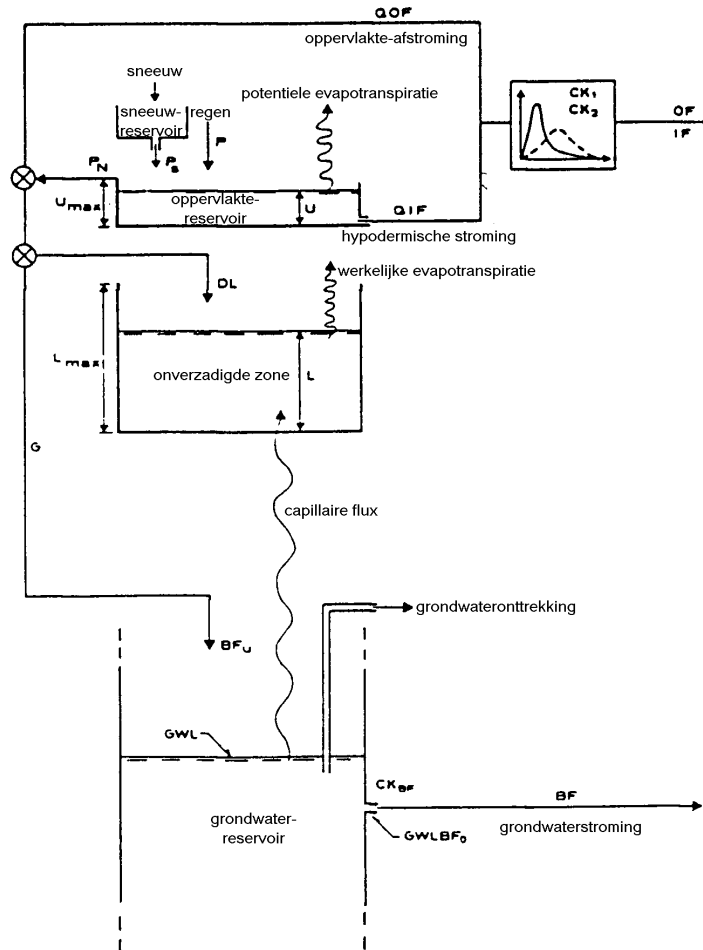 QOF
oppervlakte-afstroming
sneeuw
sneeuw-
reservoir
regen
potentiele evapotranspiratie
CK1
CK2
OF
IF
P
PN
Ps
Umax
oppervlakte-
reservoir
U
QIF
hypodermische stroming
DL
werkelijke evapotranspiratie
Lmax
onverzadigde zone
L
G
capillaire flux
grondwateronttrekking
BFu
GWL
CKBF
BF
grondwater-
reservoir
GWLBF0
grondwaterstroming